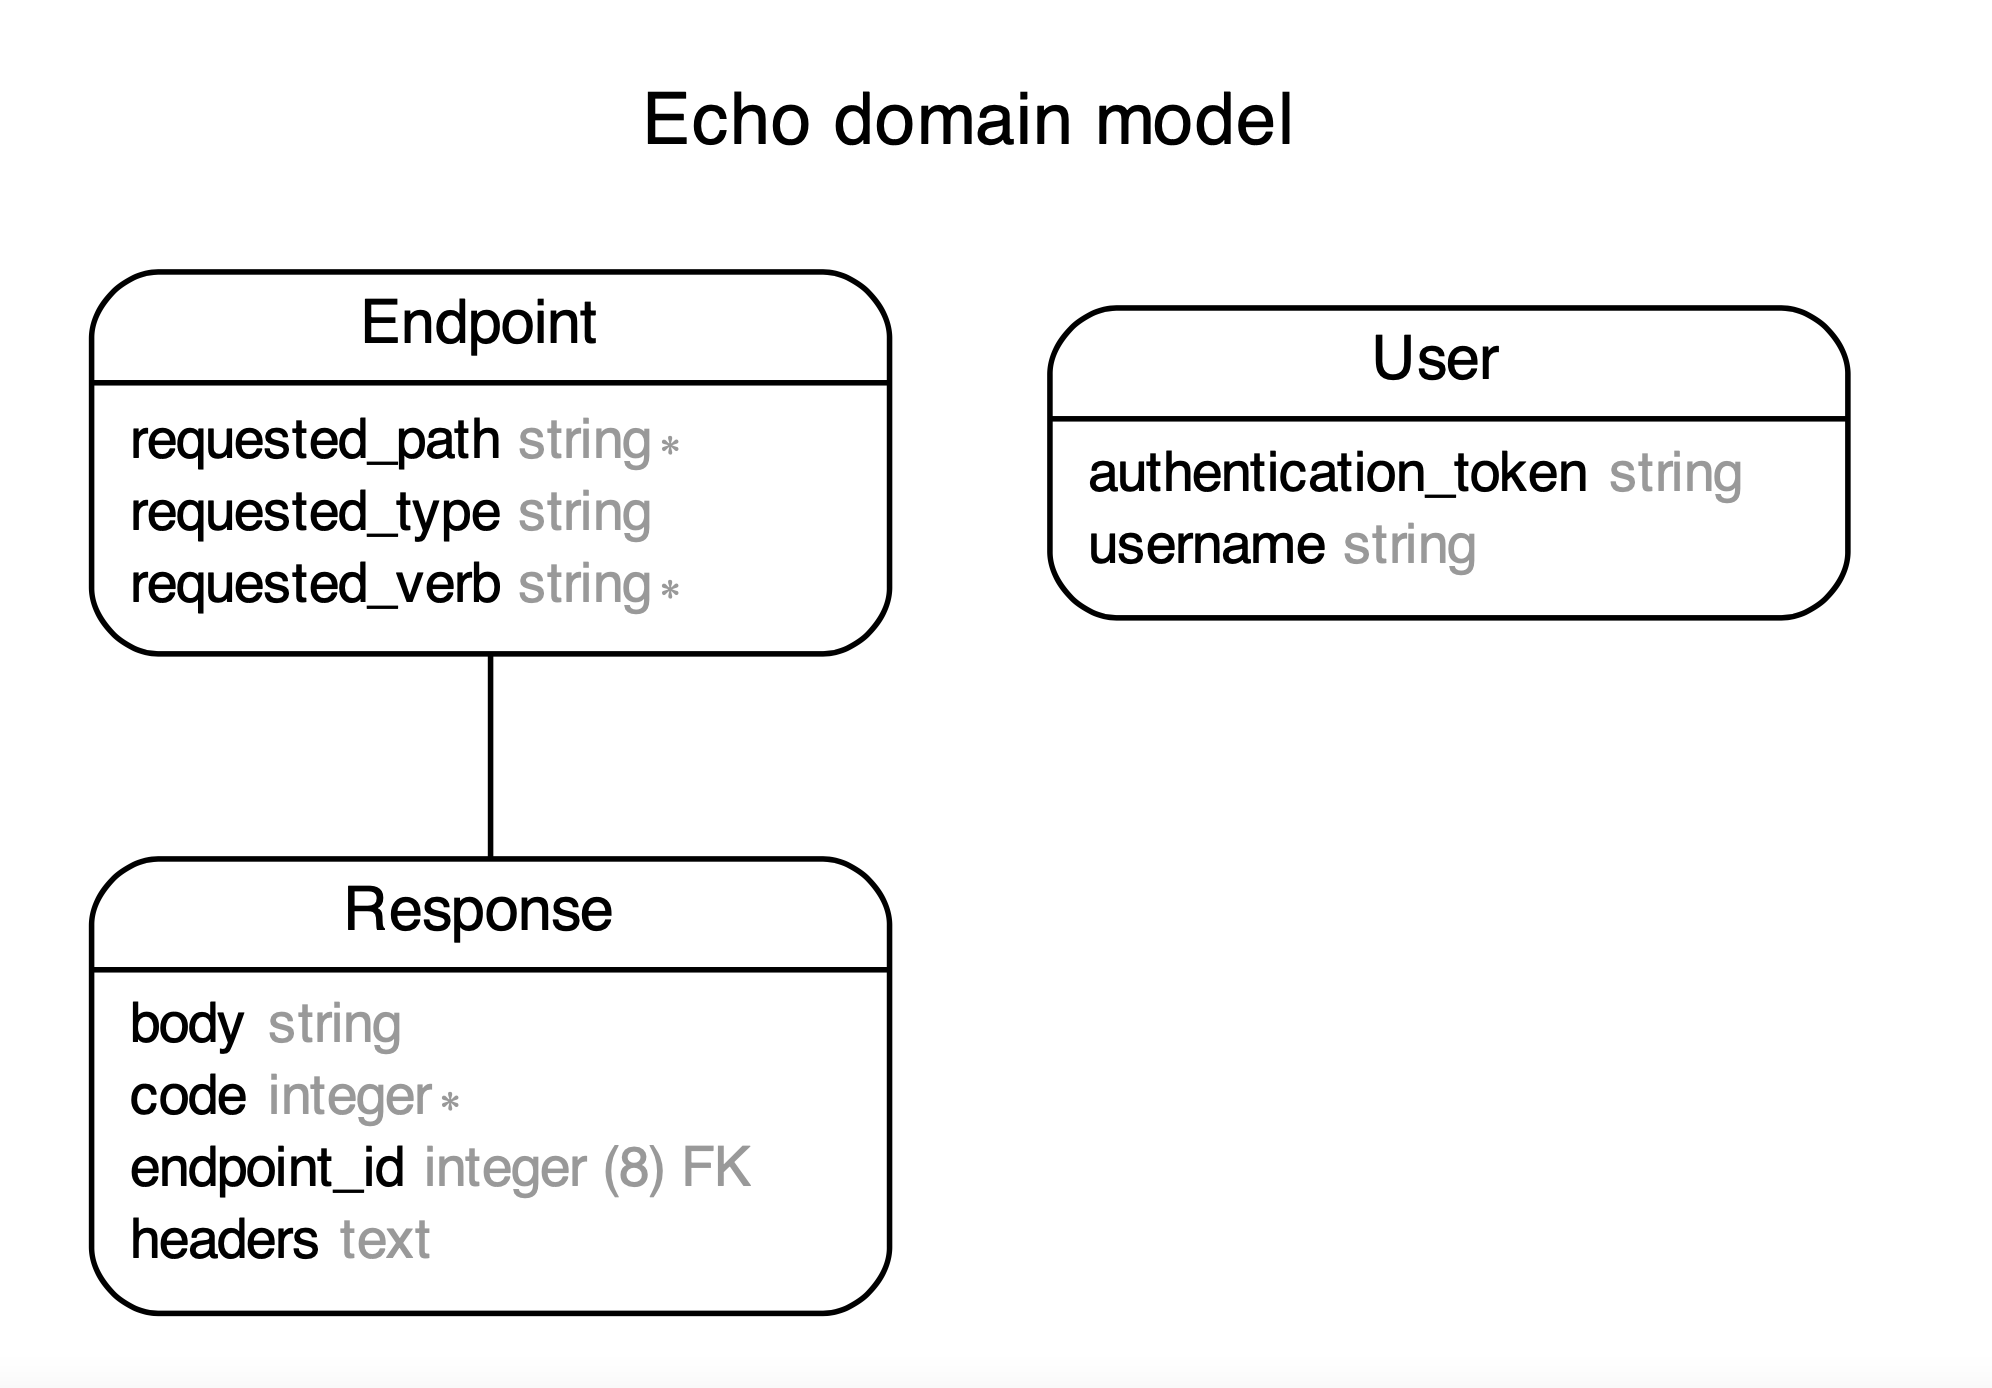 Echo domain model
Endpoint
requested_path string *
requested_type string
requested_verb string *
User
authentication_token string
username string
Response
body string
code integer *
endpoint_id integer (8) FK
headers text